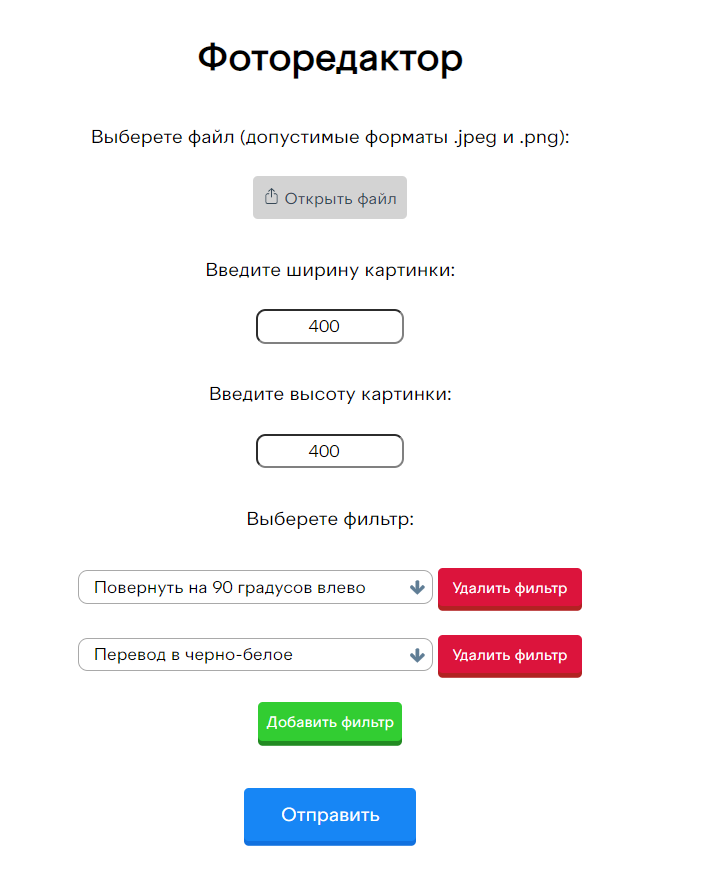 Фоторедактор
Выберете файл (допустимые форматы .jpeg и .png):
Открыть файл
Введите ширину картинки:
400
Введите высоту картинки:
400
Выберете фильтр:
Повернуть на 90 градусов влево Удалить фильтр
Перевод в черно-белое Удалить фильтр
Добавить фильтр
Отправить